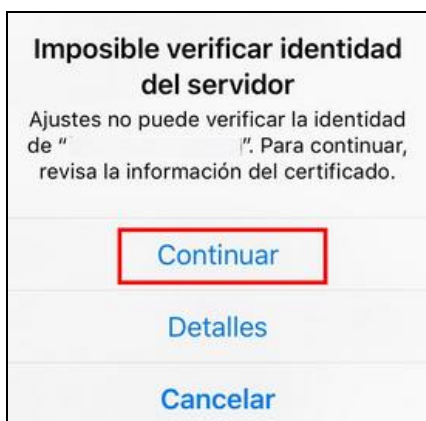 Imposible verificar identidad
del servidor
Ajustes no puede verificar la identidad
de “ ”. Para continuar,
revisa la información del certificado.
Continuar
Detalles
Cancelar